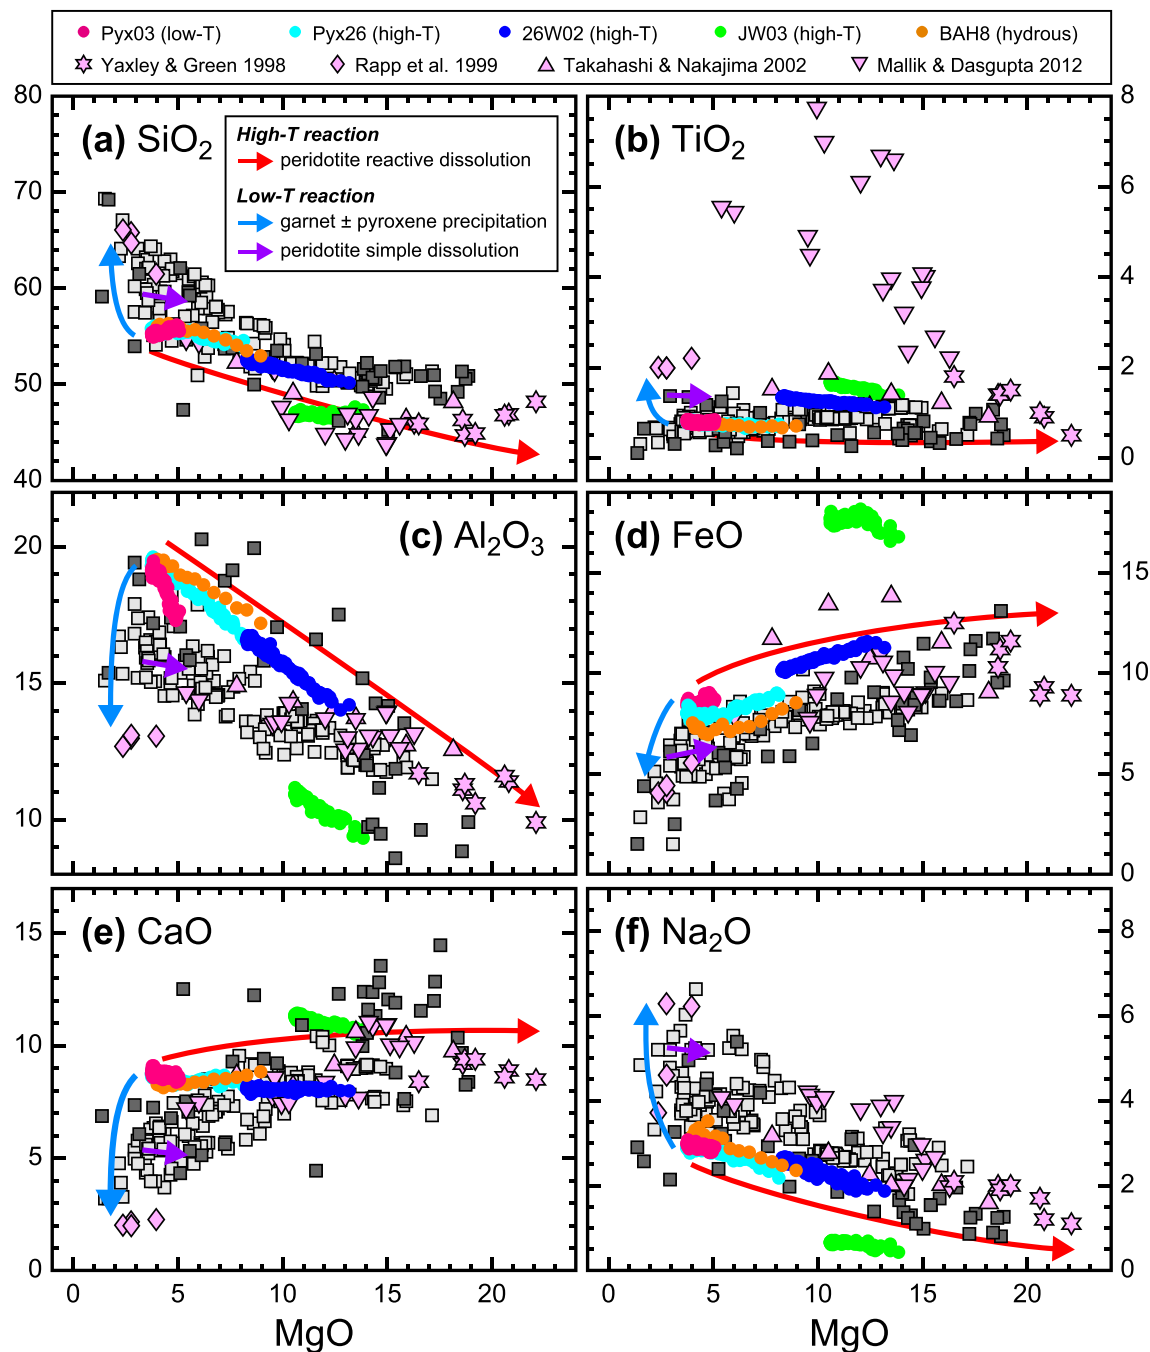 Pyx03 (low-T) Pyx26 (high-T) 26W02 (high-T) JW03 (high-T) BAH8 (hydrous)
Yaxley & Green 1998 Rapp et al. 1999 Takahashi & Nakajima 2002 Mallik & Dasgupta 2012
(a) SiO₂
80
70
60
50
40
High-T reaction
peridotite reactive dissolution
Low-T reaction
garnet ± pyroxene precipitation
peridotite simple dissolution
(b) TiO₂
8
6
4
2
0
(c) Al₂O₃
20
15
10
(d) FeO
15
10
5
0
(e) CaO
15
10
5
0
0 5 10 15 20
MgO
(f) Na₂O
8
6
4
2
0
0 5 10 15 20
MgO